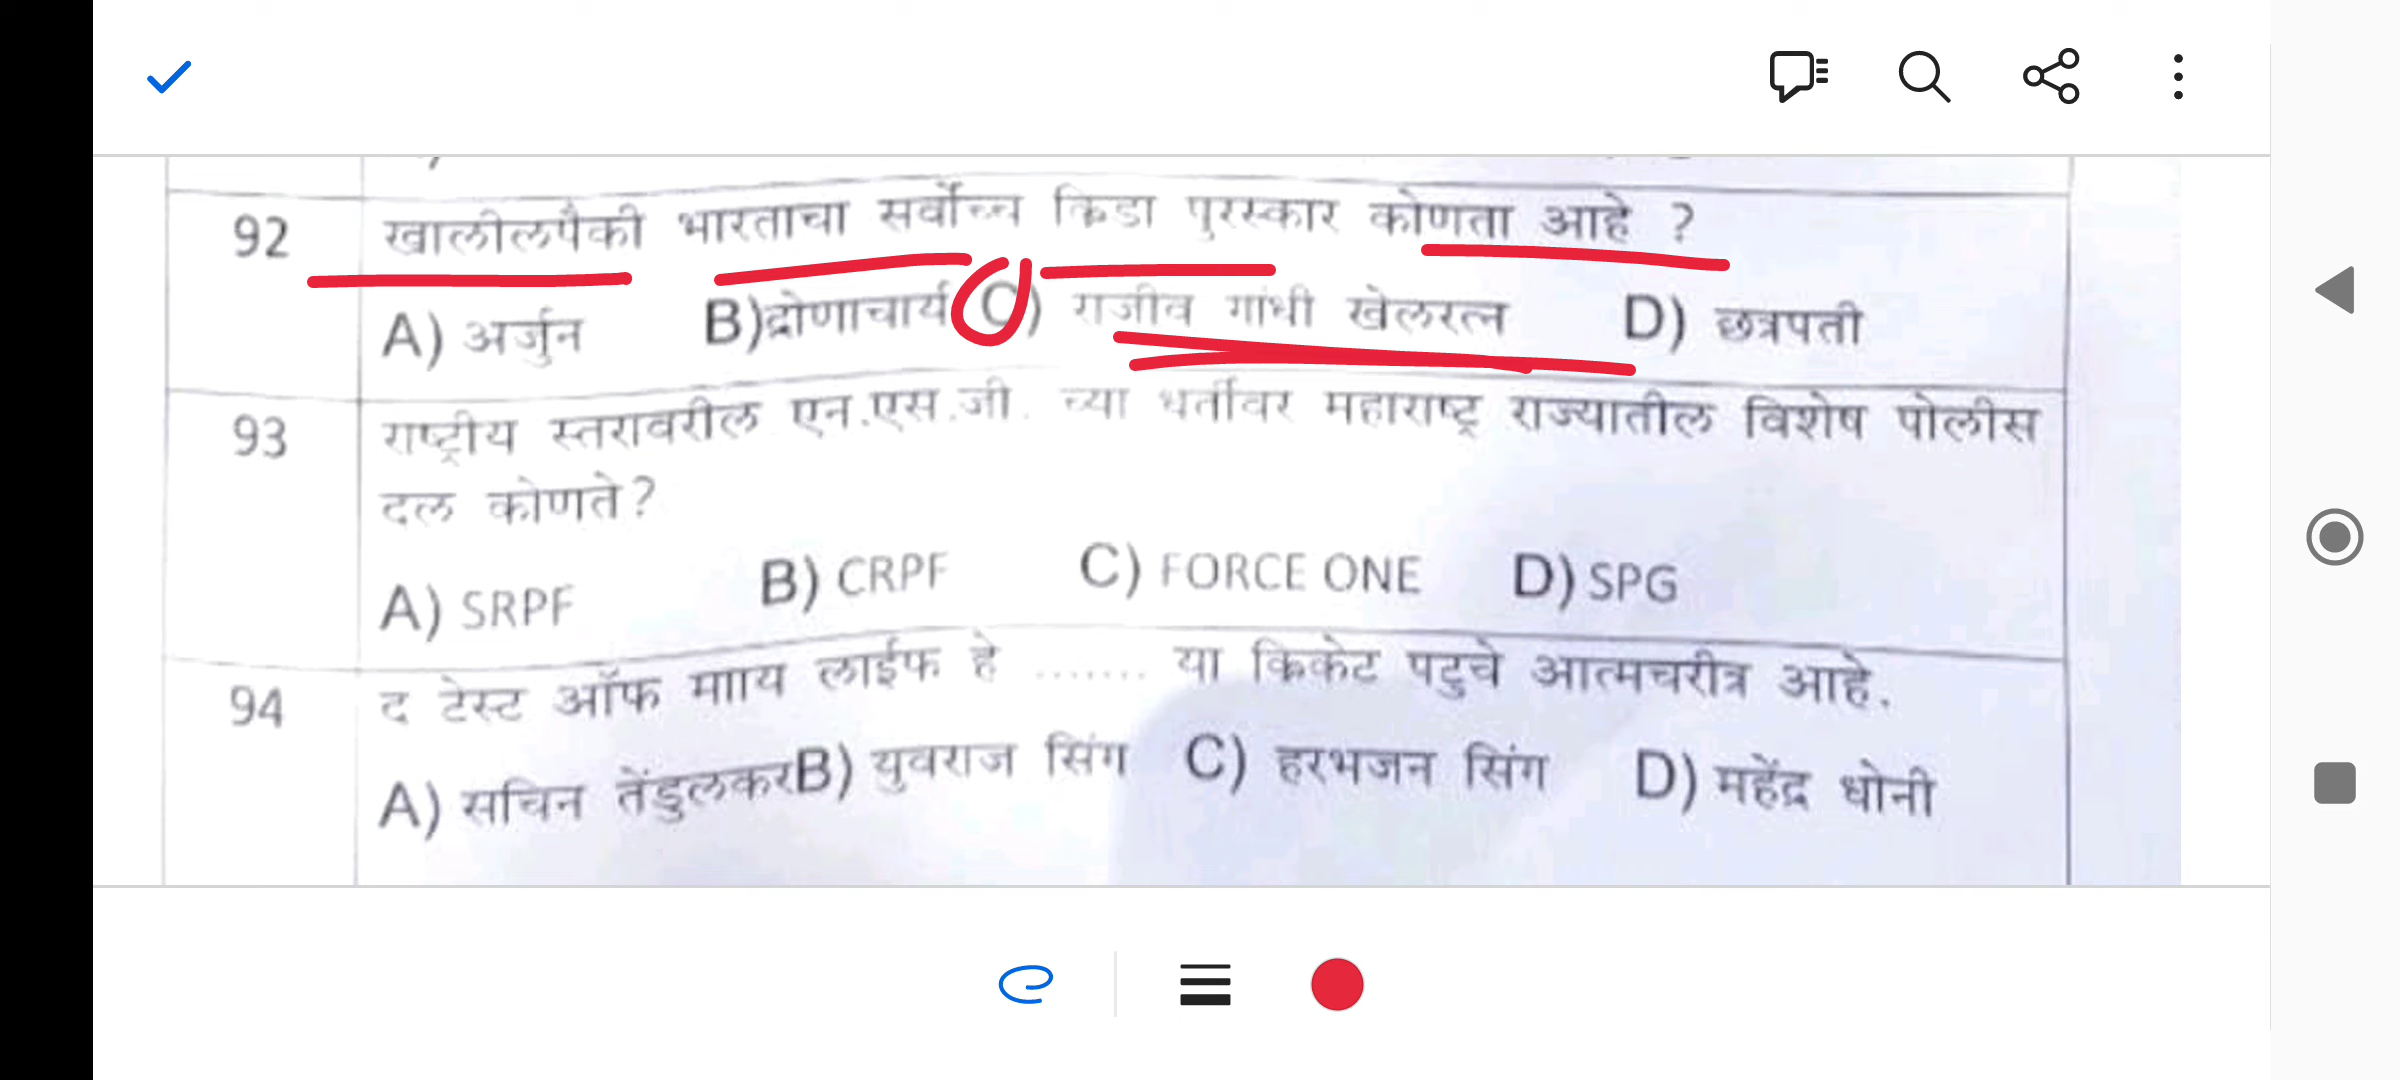 92 खालीलपैकी भारताचा सर्वोच्च क्रिडा पुरस्कार कोणता आहे ?
A) अर्जुन B)द्रोणाचार्य C) राजीव गांधी खेलरत्न D) छत्रपती
93 राष्ट्रीय स्तरावरील एन.एस.जी. च्या धर्तीवर महाराष्ट्र राज्यातील विशेष पोलीस
दल कोणते?
A) SRPF B) CRPF C) FORCE ONE D) SPG
94 द टेस्ट ऑफ मााय लाईफ हे ....... या क्रिकेट पटुचे आत्मचरीत्र आहे.
A) सचिन तेंडुलकर B) युवराज सिंग C) हरभजन सिंग D) महेंद्र धोनी